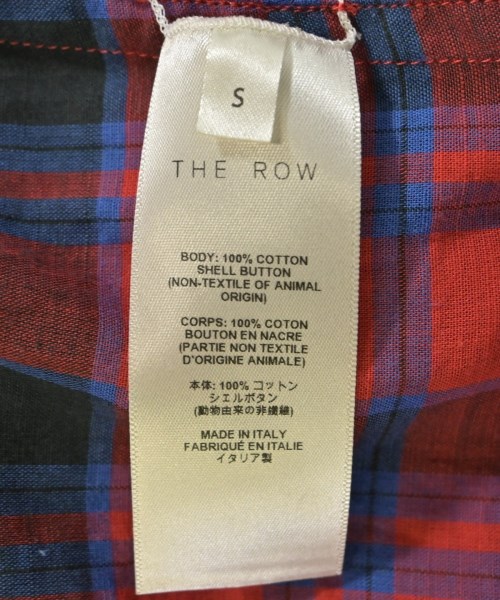 S
THE ROW
BODY: 100% COTTON
SHELL BUTTON
(NON-TEXTILE OF ANIMAL
ORIGIN)
CORPS: 100% COTON
BOUTON EN NACRE
(PARTIE NON TEXTILE
D'ORIGINE ANIMALE)
本体: 100% コットン
シェルボタン
(動物由来の非繊維)
MADE IN ITALY
FABRIQUÉ EN ITALIE
イタリア製